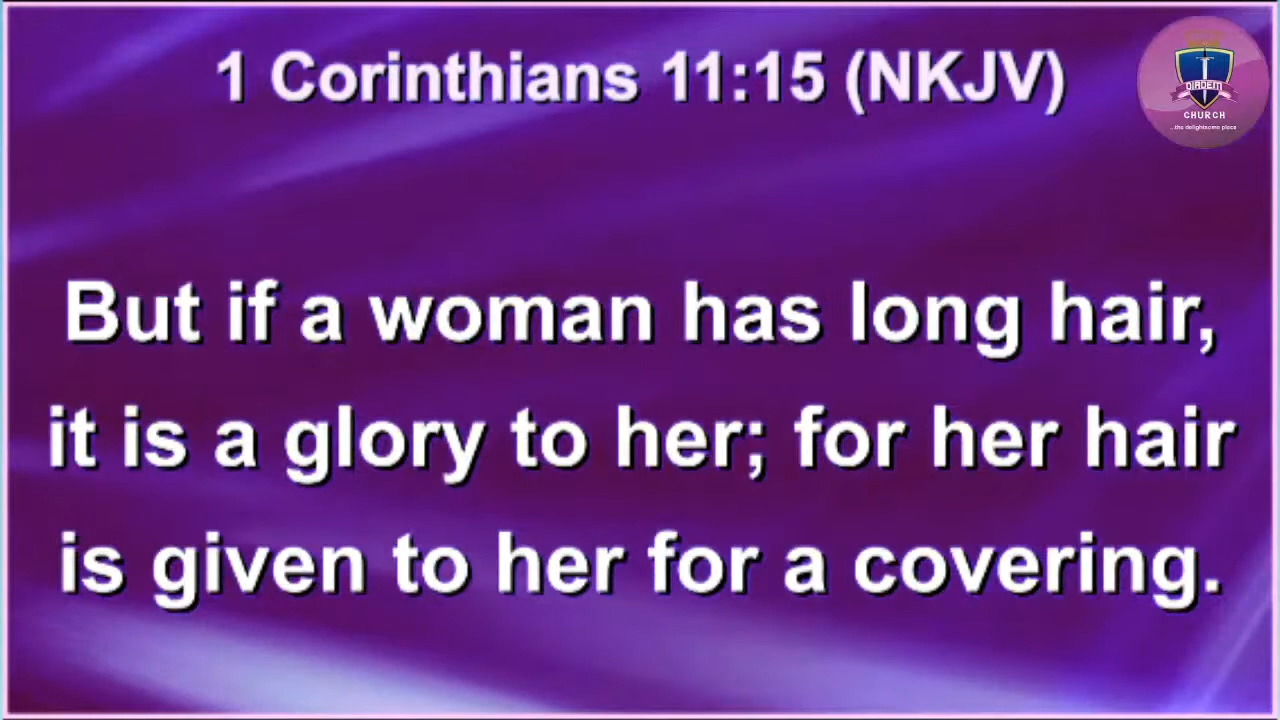 1 Corinthians 11:15 (NKJV)
DIADEM
CHURCH
...the delightsome place
But if a woman has long hair,
it is a glory to her; for her hair
is given to her for a covering.